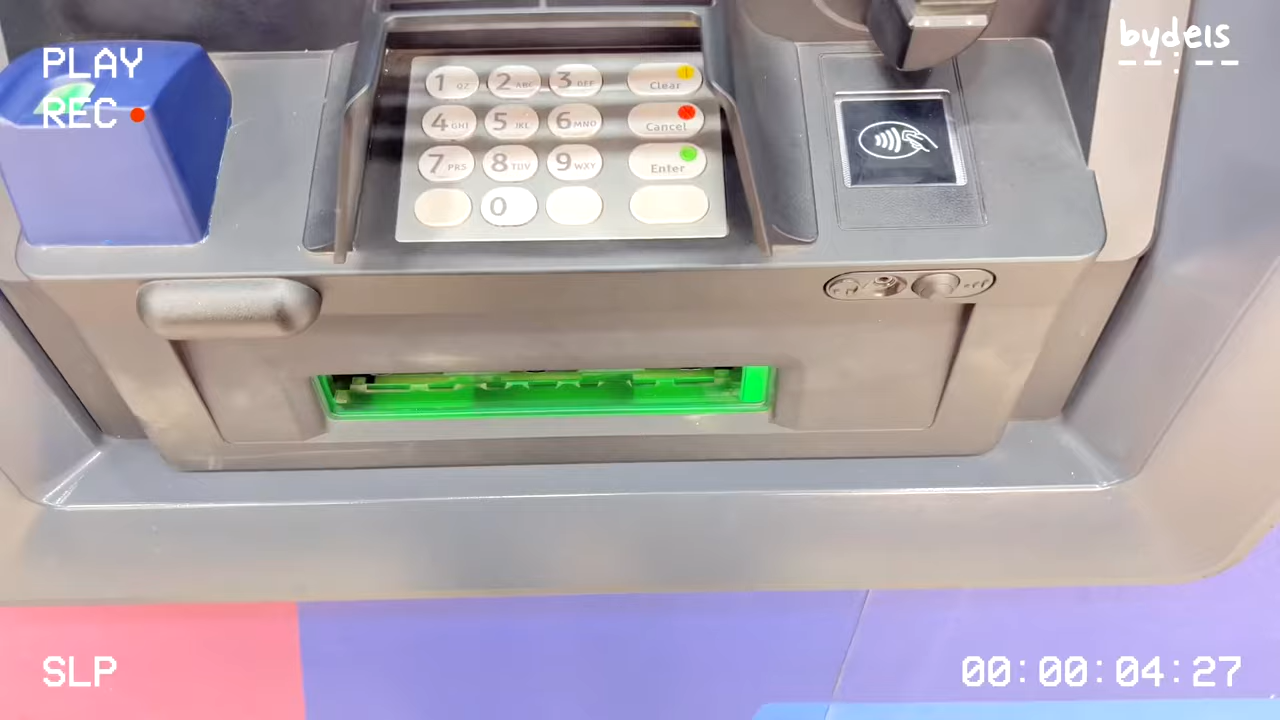 bydeis
PLAY
REC
1 QZ 2 ABC 3 DEF Clear
4 GHI 5 JKL 6 MNO Cancel
7 PRS 8 TUV 9 WXY Enter
0
off
SLP
00:00:04:27